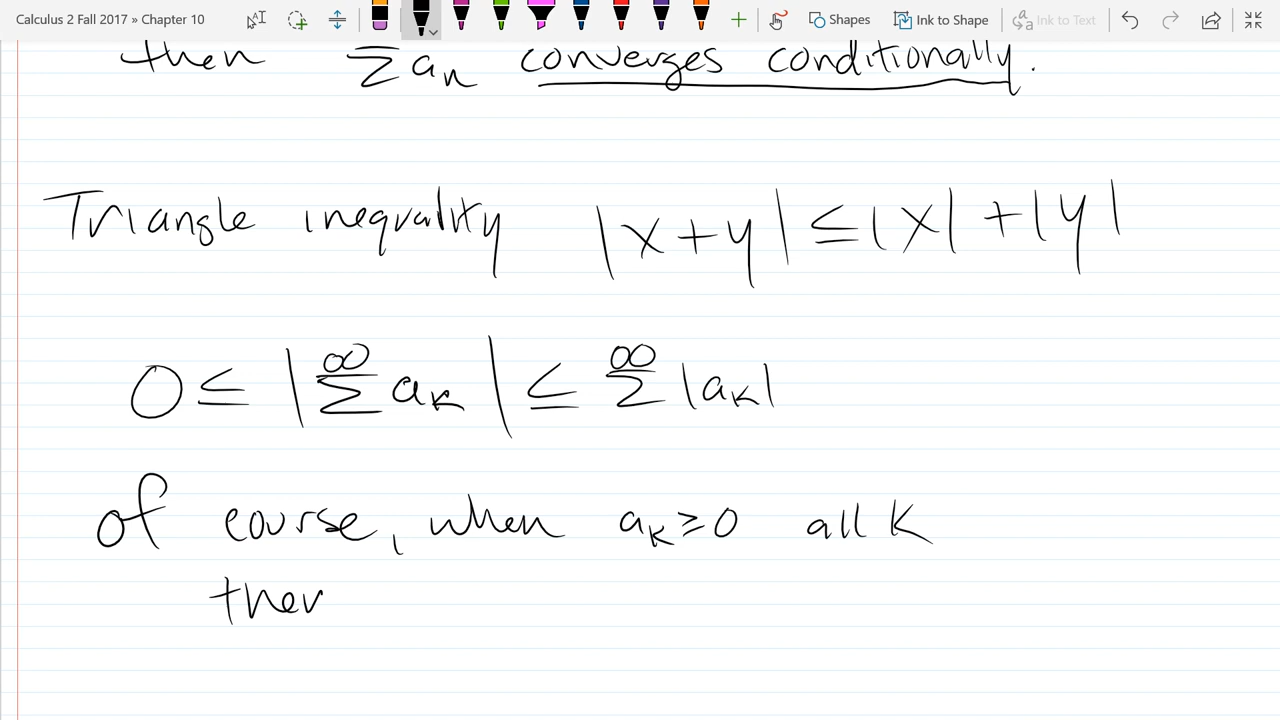 Calculus 2 Fall 2017 » Chapter 10 Shapes Ink to Shape Ink to Text
then Σ aₙ converges conditionally.
Triangle inequality |x+y| ≤ |x| + |y|
0 ≤ |∑^∞ aₖ| ≤ ∑^∞ |aₖ|
of course, when aₖ ≥ 0 all k
then